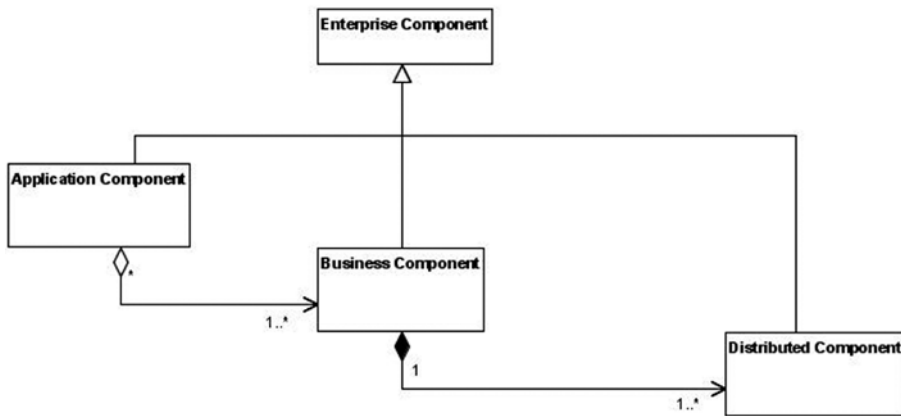 Enterprise Component
Application Component
*
Business Component
1..*
1
Distributed Component
1..*